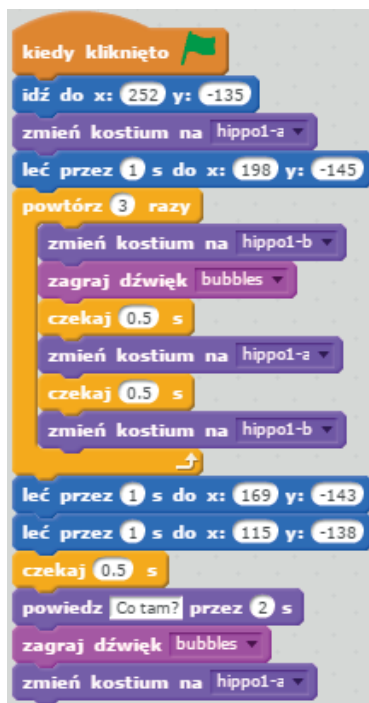 kiedy kliknięto
idź do x: 252 y: -135
zmień kostium na hippo1-a
leć przez 1 s do x: 198 y: -145
powtórz 3 razy
zmień kostium na hippo1-b
zagraj dźwięk bubbles
czekaj 0.5 s
zmień kostium na hippo1-a
czekaj 0.5 s
zmień kostium na hippo1-b
leć przez 1 s do x: 169 y: -143
leć przez 1 s do x: 115 y: -138
czekaj 0.5 s
powiedz Co tam? przez 2 s
zagraj dźwięk bubbles
zmień kostium na hippo1-a